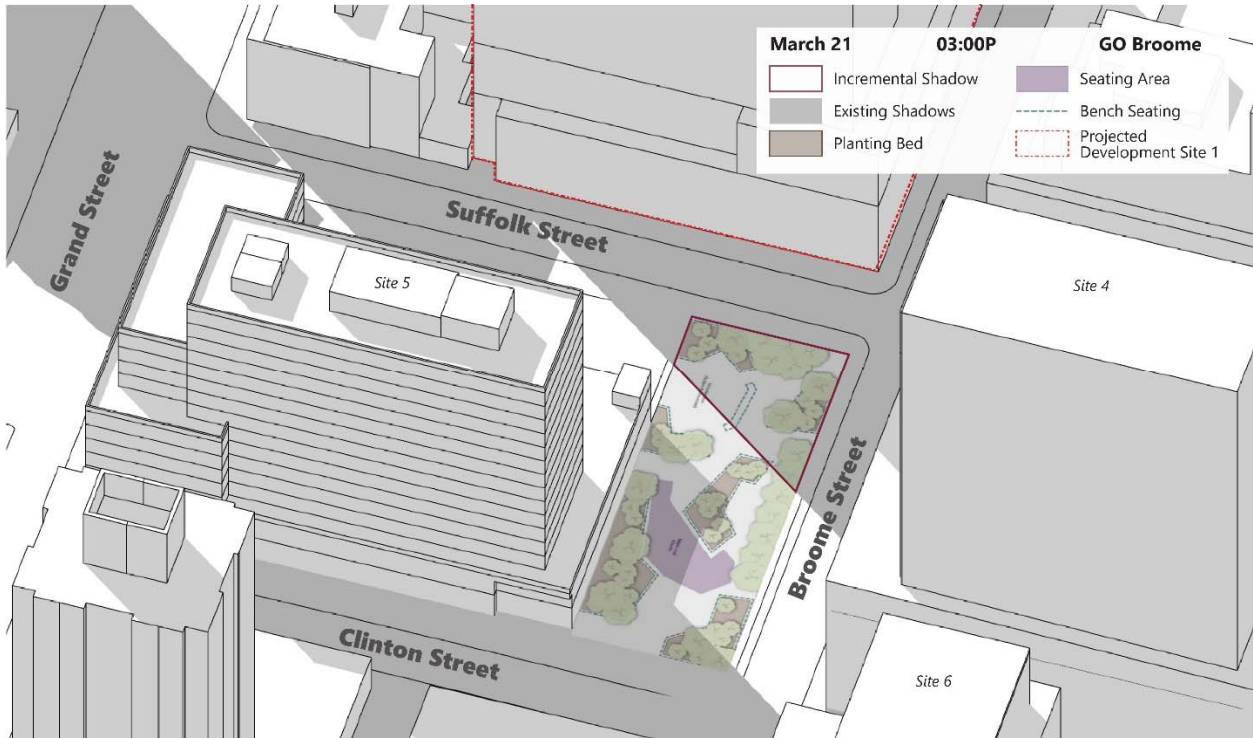 March 21 03:00P GO Broome
Incremental Shadow
Existing Shadows
Planting Bed
Seating Area
Bench Seating
Projected
Development Site 1
Grand Street
Suffolk Street
Site 5
Site 4
Broome Street
Clinton Street
Site 6